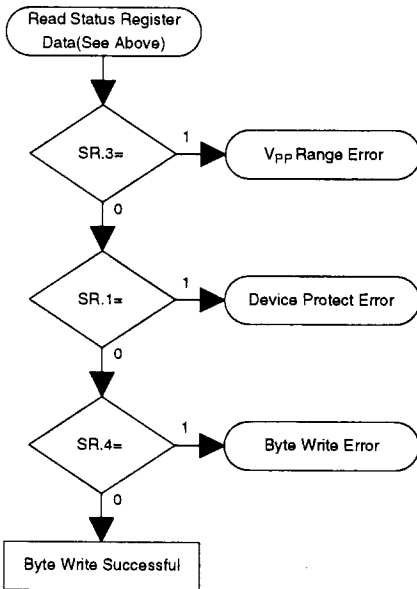 Read Status Register
Data(See Above)
SR.3=
1
VPP Range Error
0
SR.1=
1
Device Protect Error
0
SR.4=
1
Byte Write Error
0
Byte Write Successful